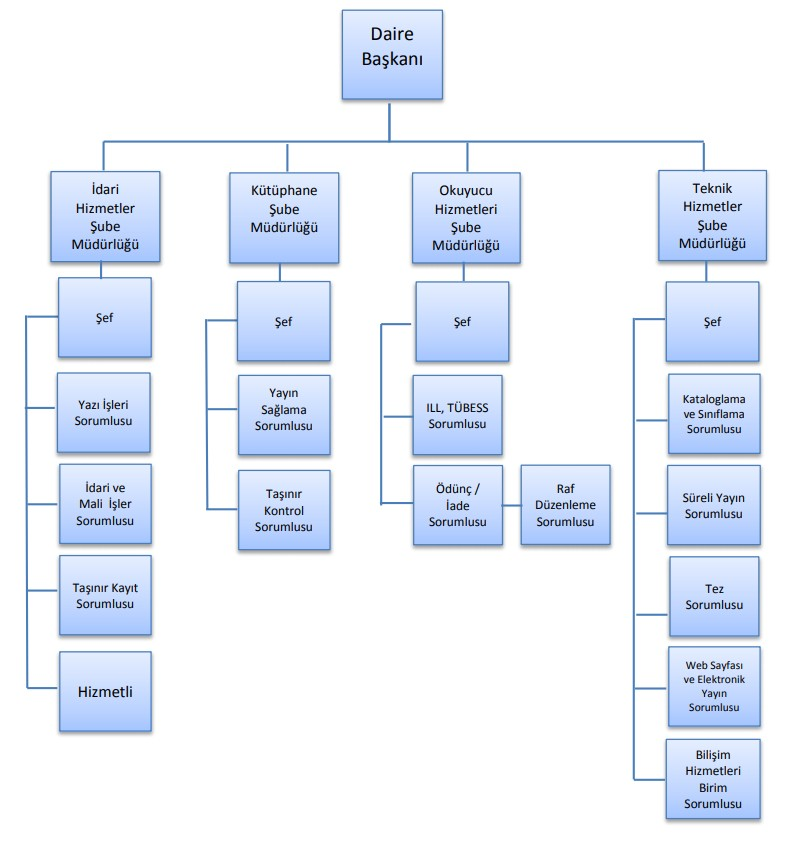 Daire
Başkanı
İdari
Hizmetler
Şube
Müdürlüğü
Kütüphane
Şube
Müdürlüğü
Okuyucu
Hizmetleri
Şube
Müdürlüğü
Teknik
Hizmetler
Şube
Müdürlüğü
Şef
Şef
Şef
Şef
Yazı İşleri
Sorumlusu
Yayın
Sağlama
Sorumlusu
ILL, TÜBESS
Sorumlusu
Kataloglama
ve Sınıflama
Sorumlusu
İdari ve
Mali İşler
Sorumlusu
Taşınır
Kontrol
Sorumlusu
Ödünç /
İade
Sorumlusu
Raf
Düzenleme
Sorumlusu
Süreli Yayın
Sorumlusu
Taşınır Kayıt
Sorumlusu
Tez
Sorumlusu
Hizmetli
Web Sayfası
ve Elektronik
Yayın
Sorumlusu
Bilişim
Hizmetleri
Birim
Sorumlusu